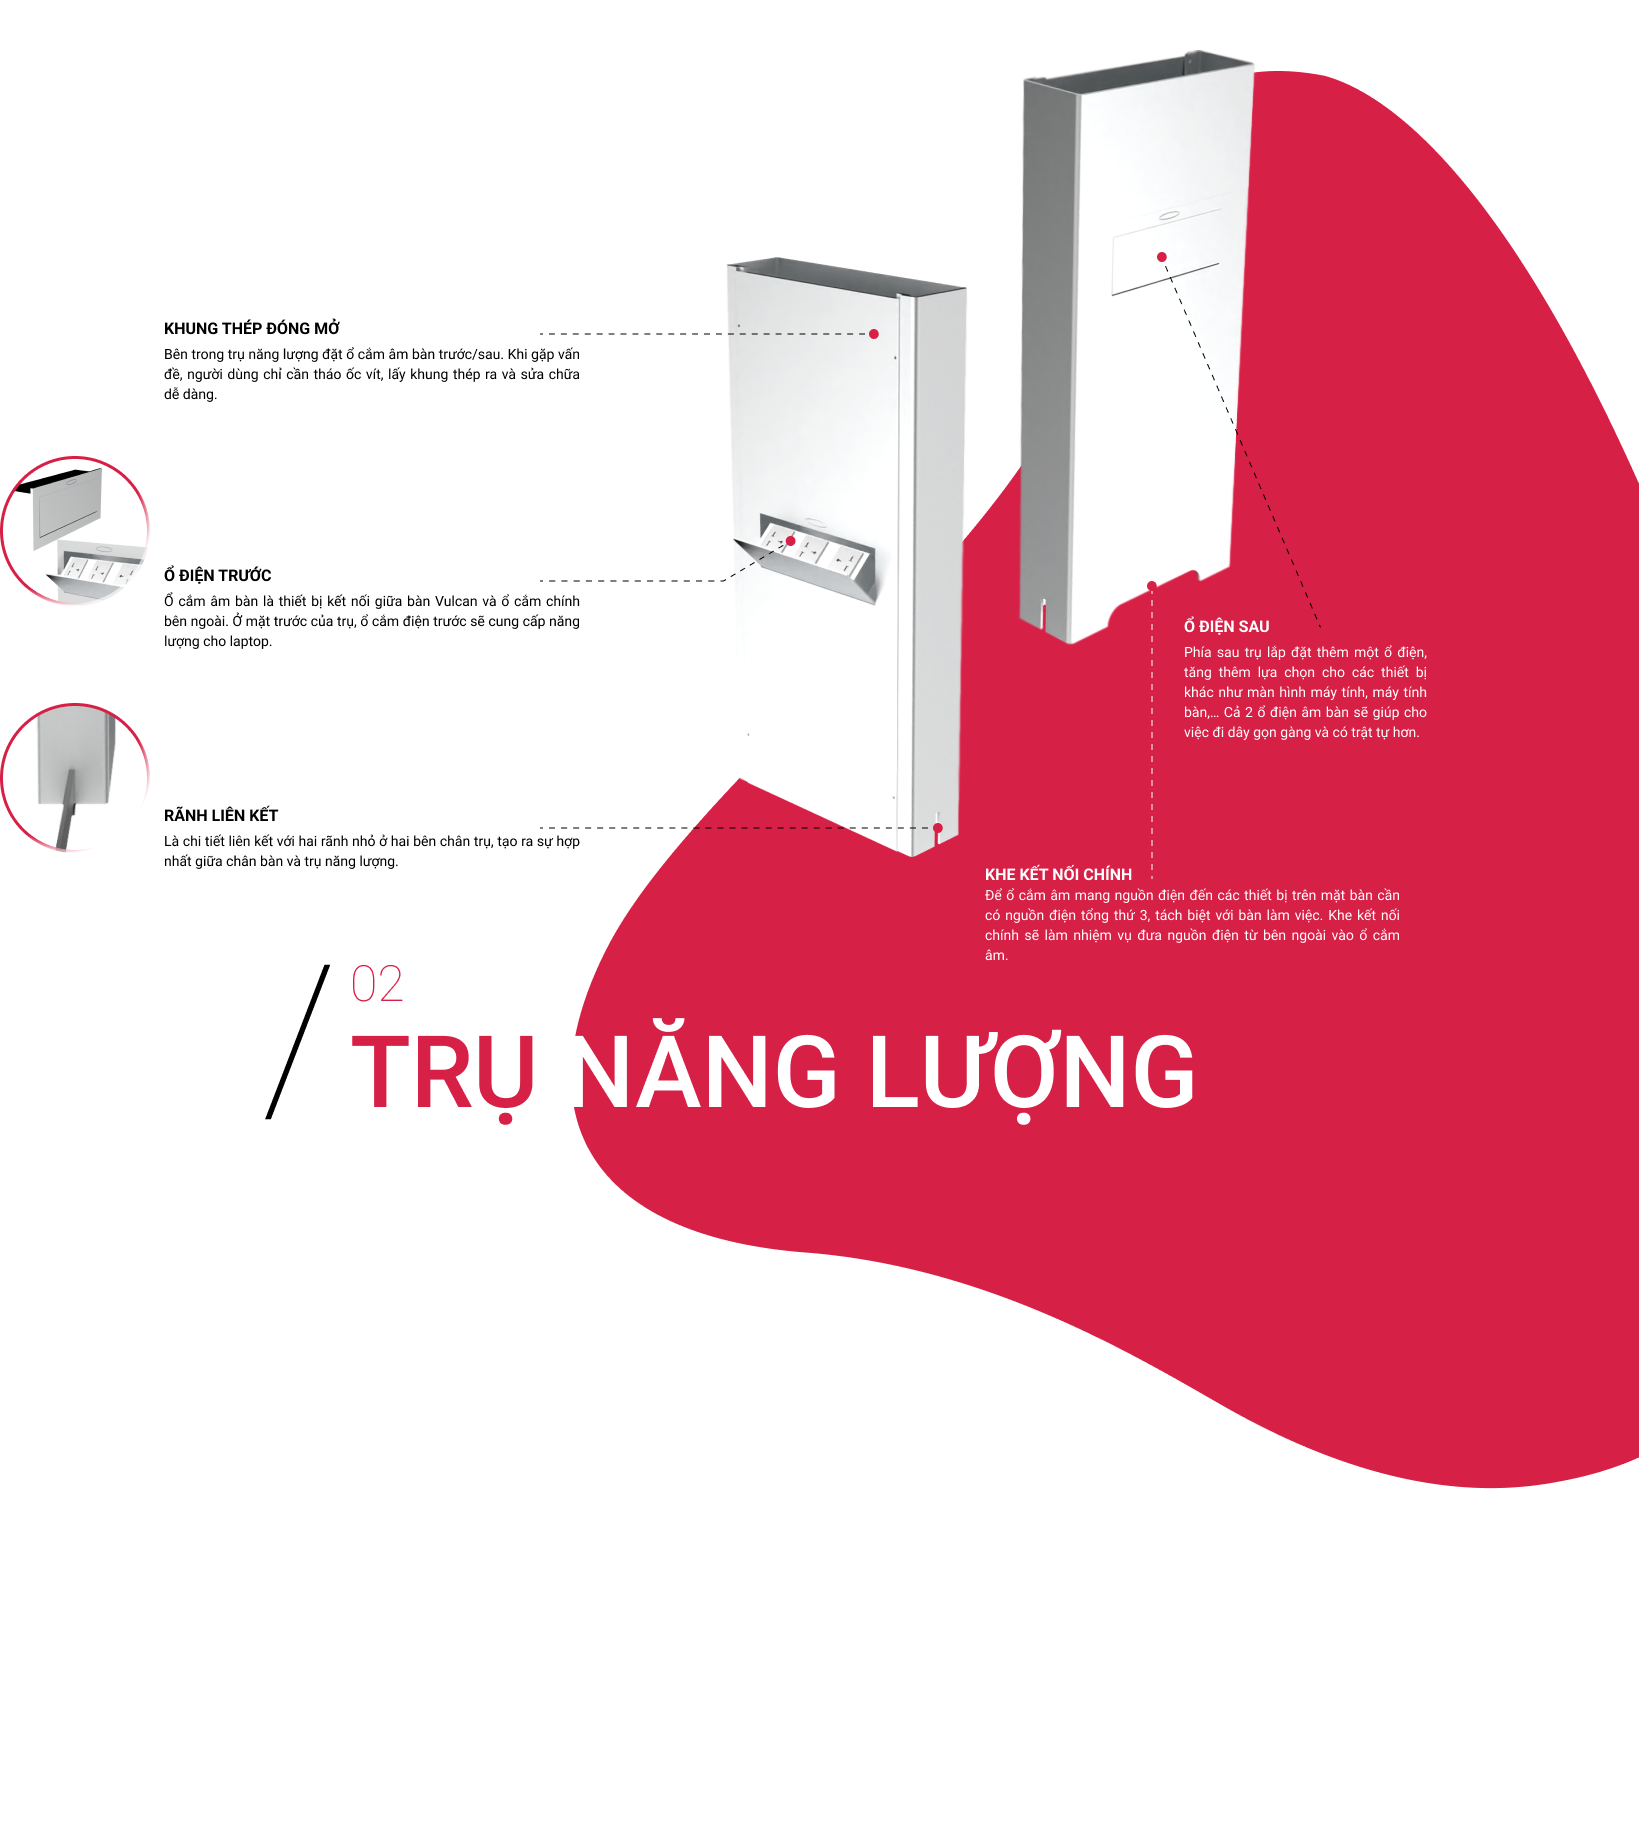 KHUNG THÉP ĐÓNG MỞ
Bên trong trụ năng lượng đặt ổ cắm âm bàn trước/sau. Khi gặp vấn
đề, người dùng chỉ cần tháo ốc vít, lấy khung thép ra và sửa chữa
dễ dàng.
Ổ ĐIỆN TRƯỚC
Ổ cắm âm bàn là thiết bị kết nối giữa bàn Vulcan và ổ cắm chính
bên ngoài. Ở mặt trước của trụ, ổ cắm điện trước sẽ cung cấp năng
lượng cho laptop.
RÃNH LIÊN KẾT
Là chi tiết liên kết với hai rãnh nhỏ ở hai bên chân trụ, tạo ra sự hợp
nhất giữa chân bàn và trụ năng lượng.
Ổ ĐIỆN SAU
Phía sau trụ lắp đặt thêm một ổ điện,
tăng thêm lựa chọn cho các thiết bị
khác như màn hình máy tính, máy tính
bàn,... Cả 2 ổ điện âm bàn sẽ giúp cho
việc đi dây gọn gàng và có trật tự hơn.
KHE KẾT NỐI CHÍNH
Để ổ cắm âm mang nguồn điện đến các thiết bị trên mặt bàn cần
có nguồn điện tổng thứ 3, tách biệt với bàn làm việc. Khe kết nối
chính sẽ làm nhiệm vụ đưa nguồn điện từ bên ngoài vào ổ cắm
âm.
02
TRỤ NĂNG LƯỢNG